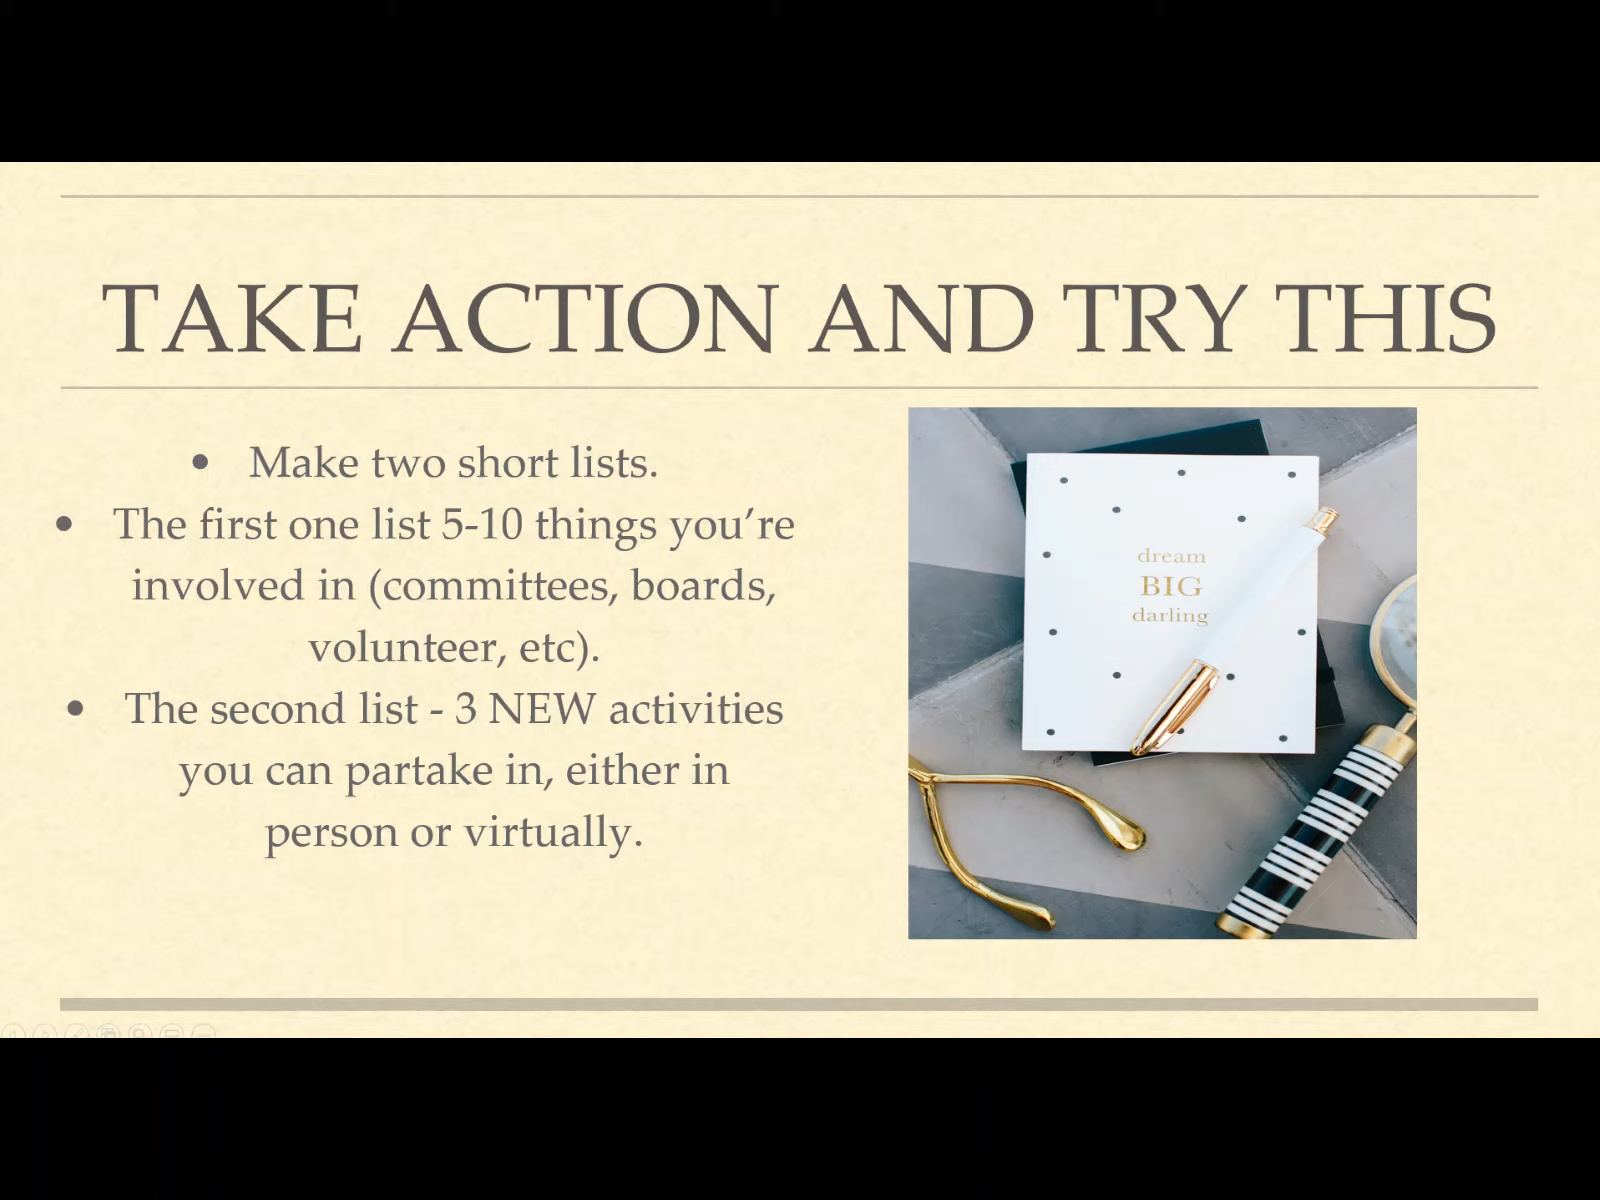 TAKE ACTION AND TRY THIS
• Make two short lists.
• The first one list 5-10 things you’re
involved in (committees, boards,
volunteer, etc).
• The second list - 3 NEW activities
you can partake in, either in
person or virtually.
dream
BIG
darling